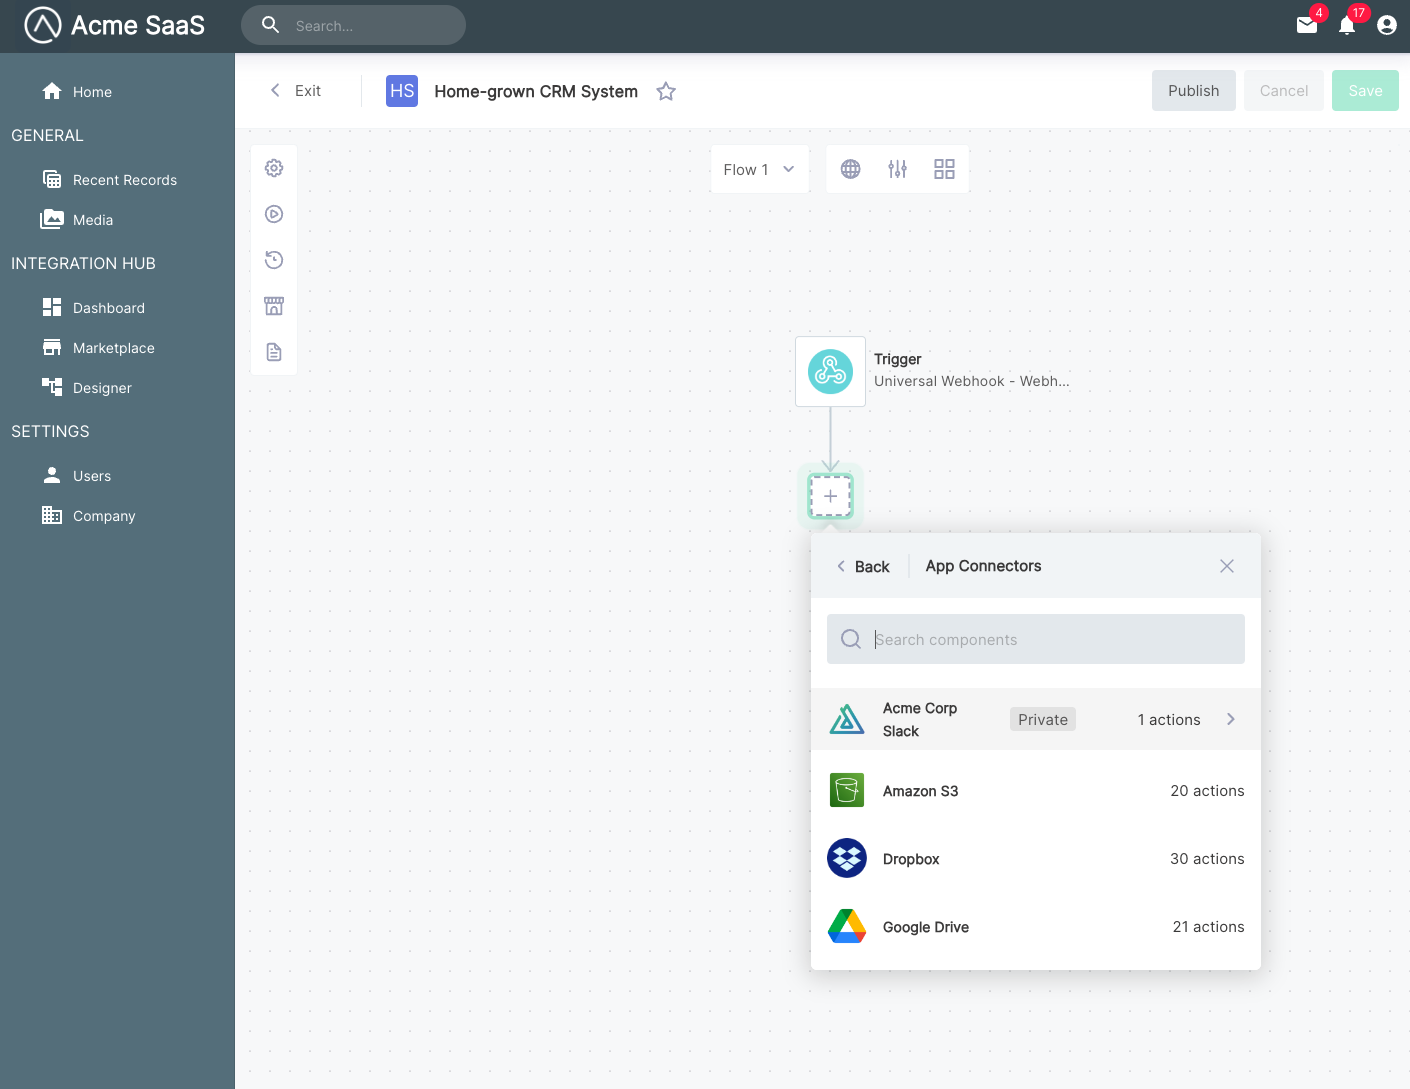 Acme SaaS
Search...
4
17
Home
GENERAL
Recent Records
Media
INTEGRATION HUB
Dashboard
Marketplace
Designer
SETTINGS
Users
Company
Exit
HS
Home-grown CRM System
Publish
Cancel
Save
Flow 1
Trigger
Universal Webhook - Webh...
Back
App Connectors
Search components
Acme Corp
Slack
Private
1 actions
Amazon S3
20 actions
Dropbox
30 actions
Google Drive
21 actions